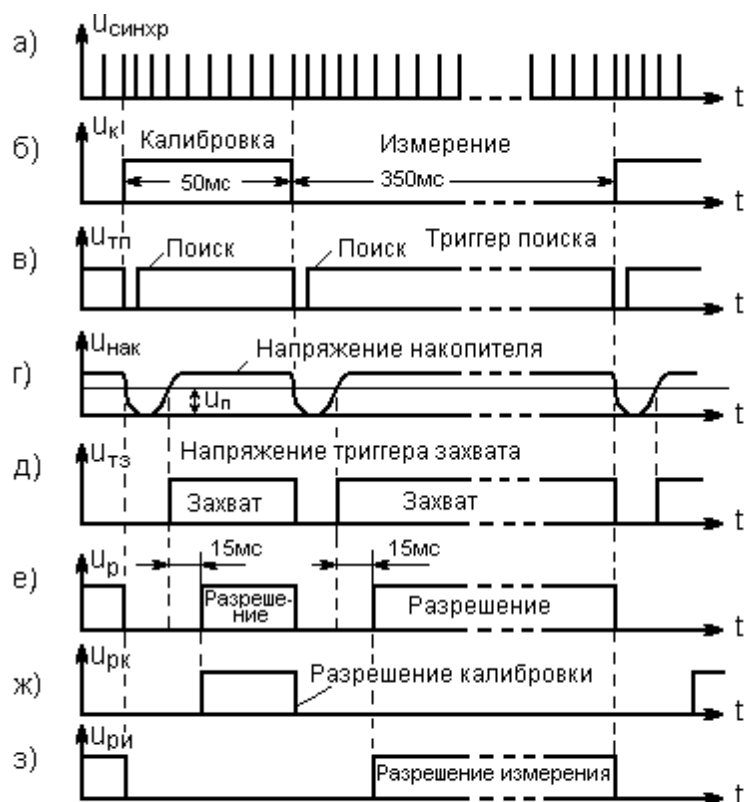 а) uсинхр
t
б) uк Калибровка Измерение
50мс 350мс
t
в) uтп Поиск Поиск Триггер поиска
t
г) uнак Напряжение накопителя
uп
t
д) uтз Напряжение триггера захвата
Захват Захват
t
е) uр 15мс 15мс
Разреше-
ние
Разрешение
t
ж) uрк Разрешение калибровки
t
з) uри
Разрешение измерения
t